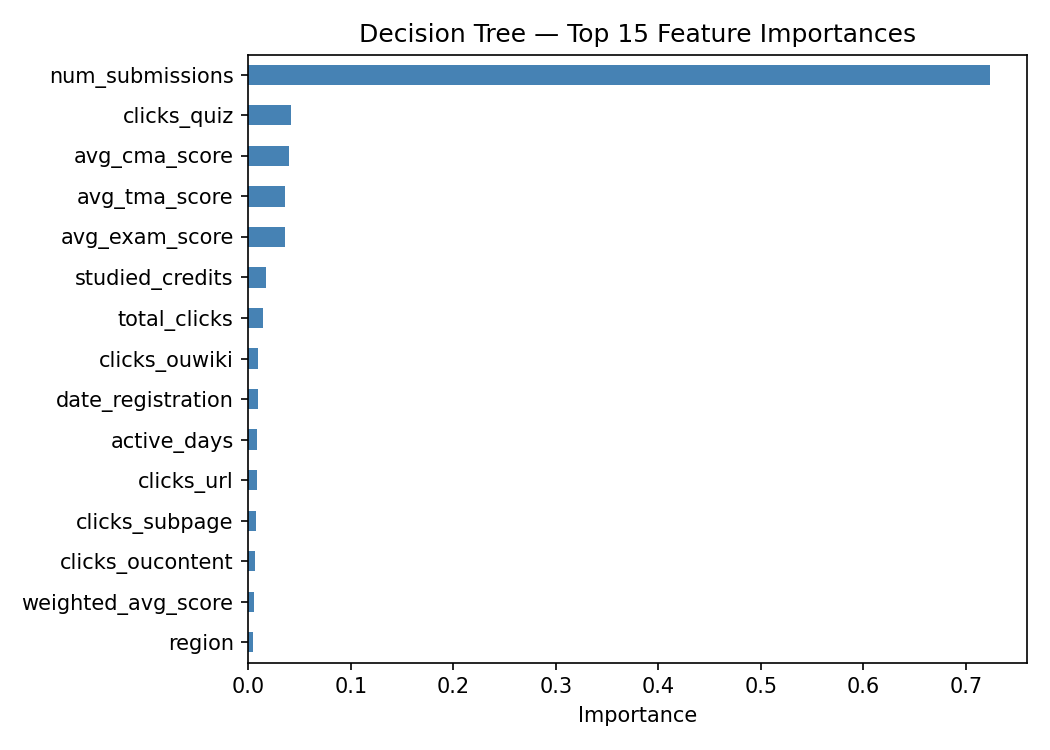 Decision Tree — Top 15 Feature Importances
num_submissions
clicks_quiz
avg_cma_score
avg_tma_score
avg_exam_score
studied_credits
total_clicks
clicks_ouwiki
date_registration
active_days
clicks_url
clicks_subpage
clicks_oucontent
weighted_avg_score
region
0.0 0.1 0.2 0.3 0.4 0.5 0.6 0.7
Importance